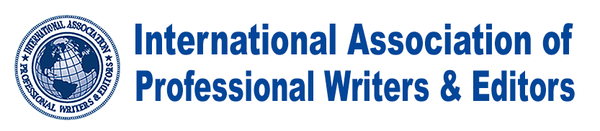 INTERNATIONAL ASSOCIATION
PROFESSIONAL WRITERS & EDITORS
International Association of
Professional Writers & Editors